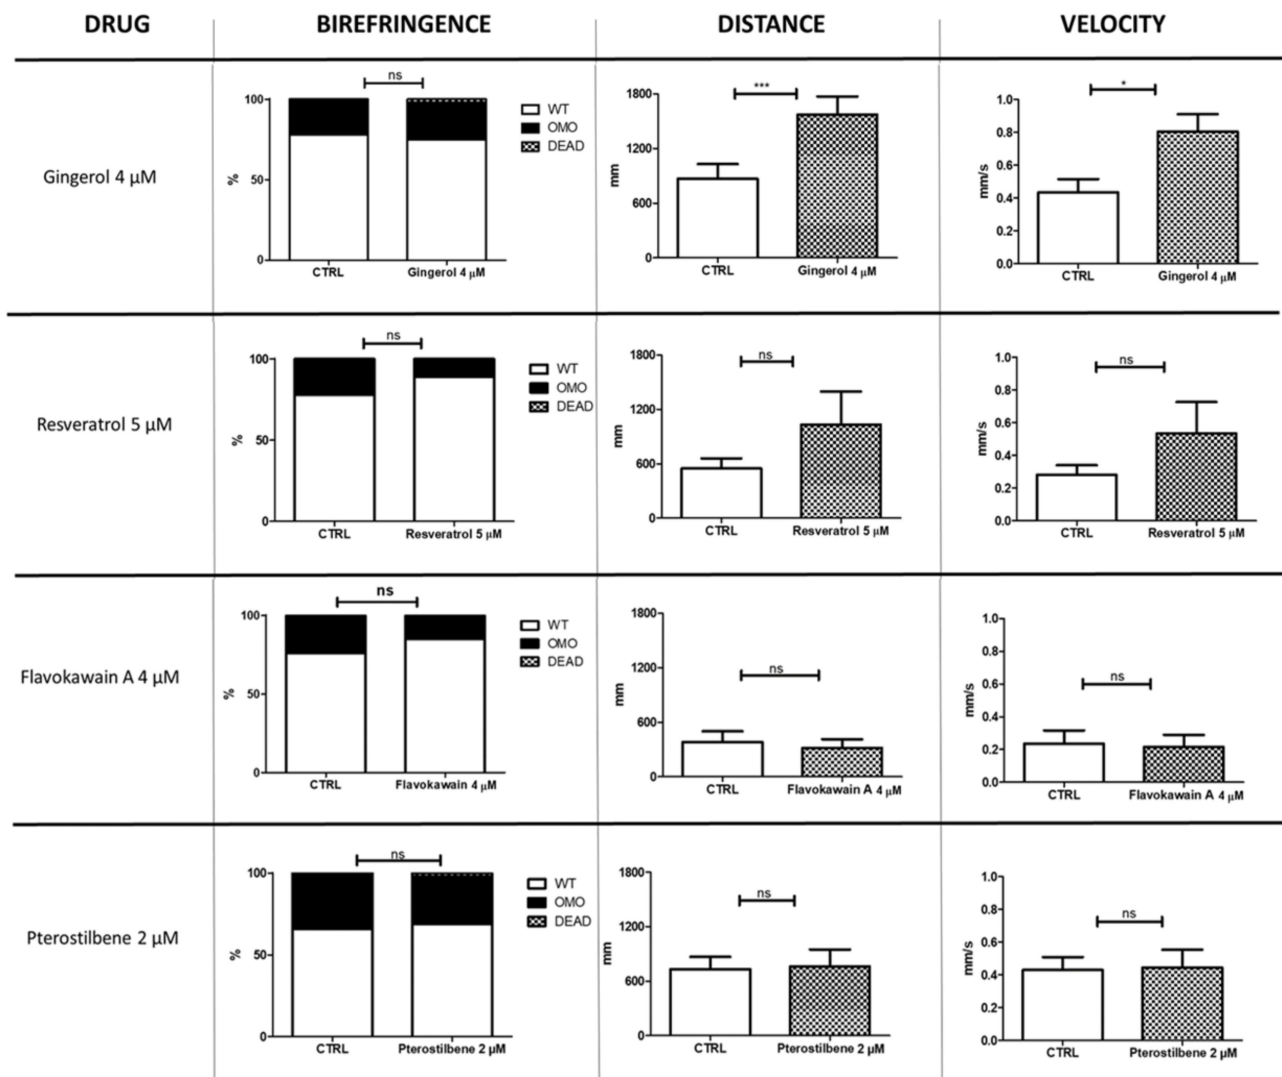 DRUG BIREFRINGENCE DISTANCE VELOCITY
Gingerol 4 µM
ns
100
50
0
%
CTRL Gingerol 4 µM
WT
OMO
DEAD
***
1800
1200
600
0
mm
CTRL Gingerol 4 µM
*
1.0
0.8
0.6
0.4
0.2
0.0
mm/s
CTRL Gingerol 4 µM
Resveratrol 5 µM
ns
100
50
0
%
CTRL Resveratrol 5 µM
WT
OMO
DEAD
ns
1800
1200
600
0
mm
CTRL Resveratrol 5 µM
ns
1.0
0.8
0.6
0.4
0.2
0.0
mm/s
CTRL Resveratrol 5 µM
Flavokawain A 4 µM
ns
100
50
0
%
CTRL Flavokawain 4 µM
WT
OMO
DEAD
ns
1800
1200
600
0
mm
CTRL Flavokawain A 4 µM
ns
1.0
0.8
0.6
0.4
0.2
0.0
mm/s
CTRL Flavokawain A 4 µM
Pterostilbene 2 µM
ns
100
50
0
%
CTRL Pterostilbene 2 µM
WT
OMO
DEAD
ns
1800
1200
600
0
mm
CTRL Pterostilbene 2 µM
ns
1.0
0.8
0.6
0.4
0.2
0.0
mm/s
CTRL Pterostilbene 2 µM